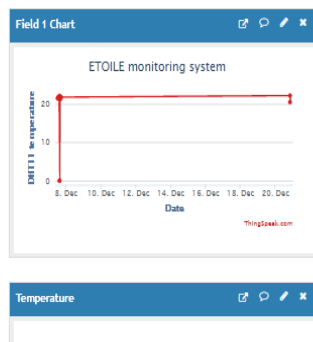 Field 1 Chart
ETOILE monitoring system
DHT11 temperature
20
10
0
8. Dec 10. Dec 12. Dec 14. Dec 16. Dec 18. Dec 20. Dec
Date
ThingSpeak.com
Temperature